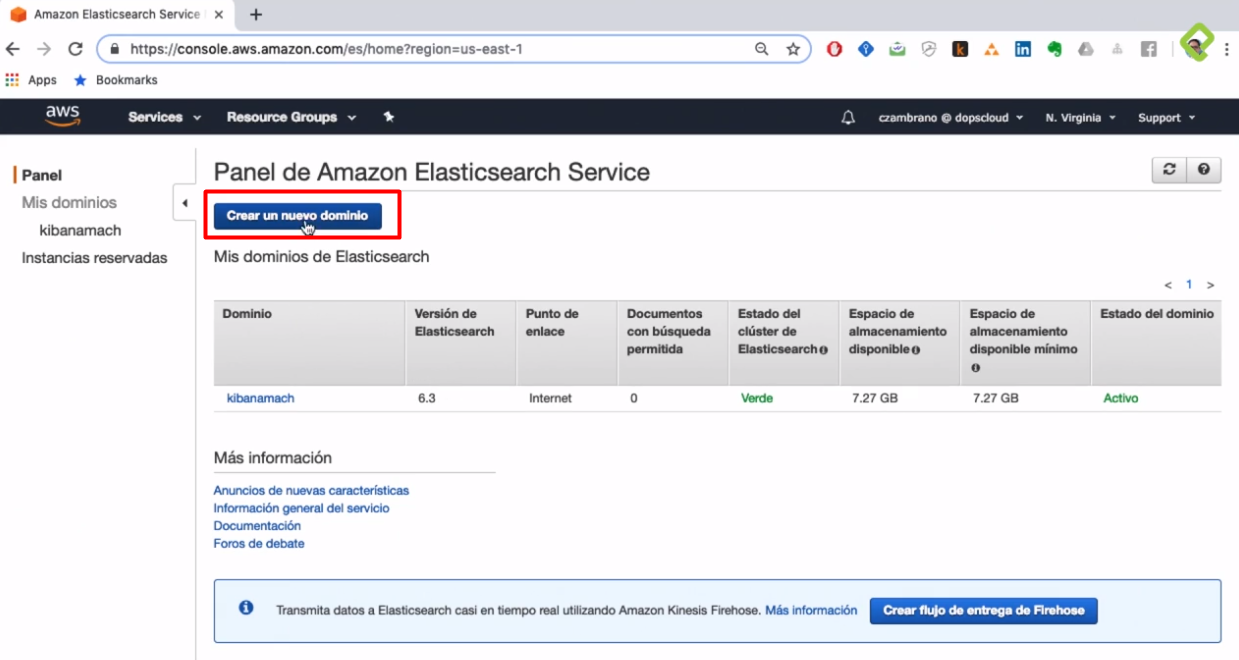 Amazon Elasticsearch Service
https://console.aws.amazon.com/es/home?region=us-east-1
Apps
Bookmarks
aws
Services
Resource Groups
czambrano @ dopscloud
N. Virginia
Support
Panel
Mis dominios
kibanamach
Instancias reservadas
Panel de Amazon Elasticsearch Service
Crear un nuevo dominio
Mis dominios de Elasticsearch
< 1 >
Dominio
Versión de
Elasticsearch
Punto de
enlace
Documentos
con búsqueda
permitida
Estado del
clúster de
Elasticsearch
Espacio de
almacenamiento
disponible
Espacio de
almacenamiento
disponible mínimo
Estado del dominio
kibanamach
6.3
Internet
0
Verde
7.27 GB
7.27 GB
Activo
Más información
Anuncios de nuevas características
Información general del servicio
Documentación
Foros de debate
Transmita datos a Elasticsearch casi en tiempo real utilizando Amazon Kinesis Firehose. Más información
Crear flujo de entrega de Firehose